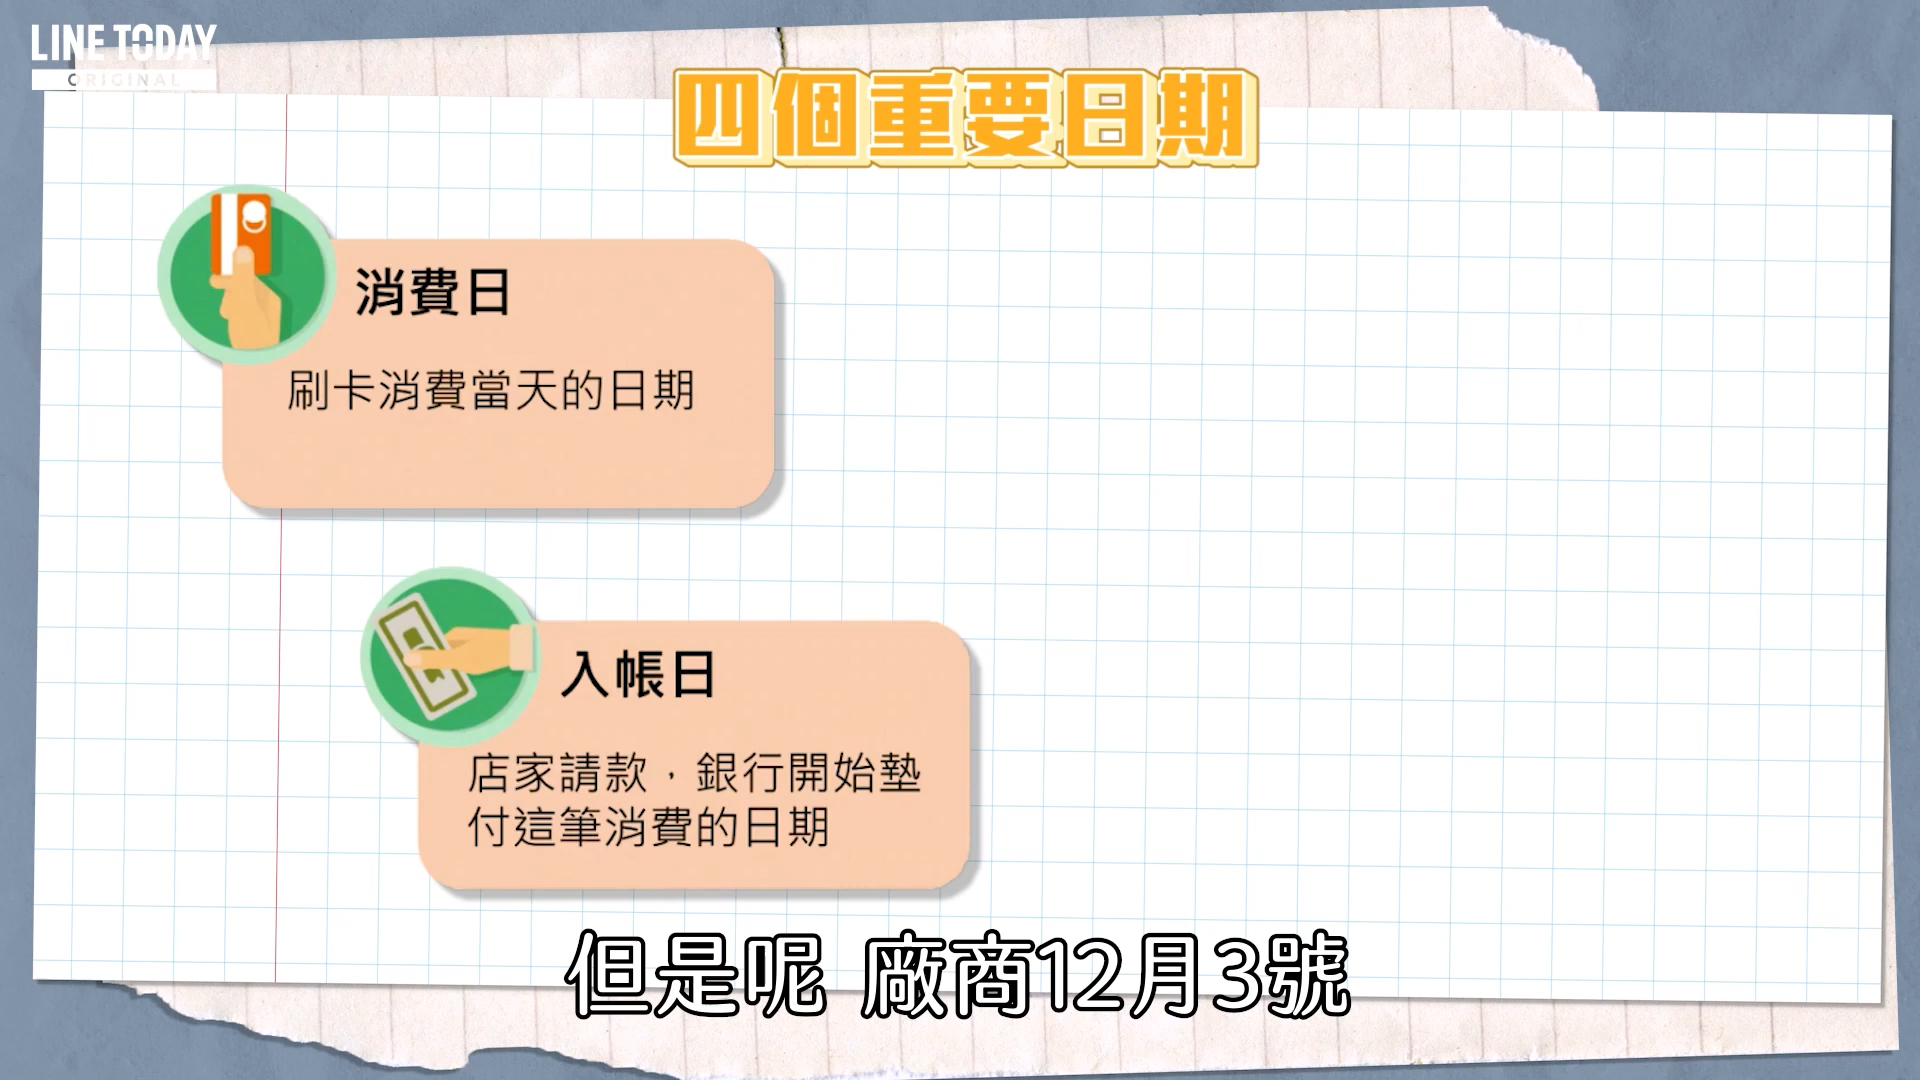 LINE TODAY
ORIGINAL
四個重要日期
消費日
刷卡消費當天的日期
入帳日
店家請款，銀行開始墊
付這筆消費的日期
但是呢 廠商12月3號